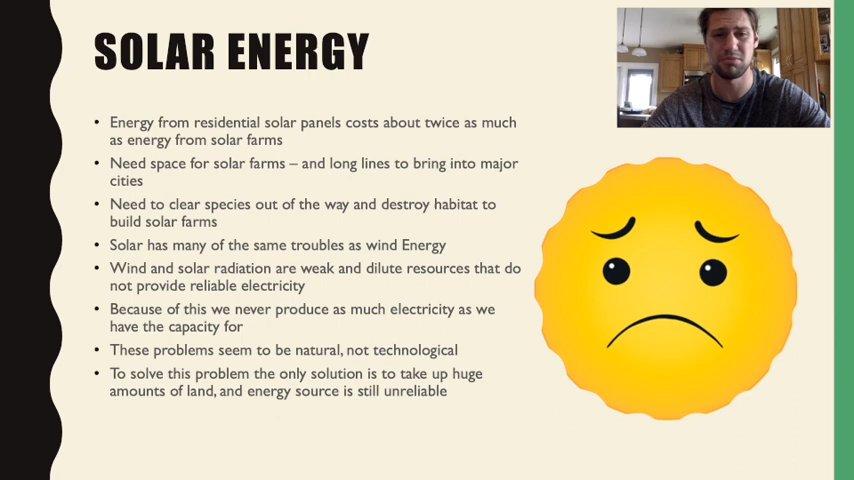 SOLAR ENERGY
• Energy from residential solar panels costs about twice as much
as energy from solar farms
• Need space for solar farms – and long lines to bring into major
cities
• Need to clear species out of the way and destroy habitat to
build solar farms
• Solar has many of the same troubles as wind Energy
• Wind and solar radiation are weak and dilute resources that do
not provide reliable electricity
• Because of this we never produce as much electricity as we
have the capacity for
• These problems seem to be natural, not technological
• To solve this problem the only solution is to take up huge
amounts of land, and energy source is still unreliable